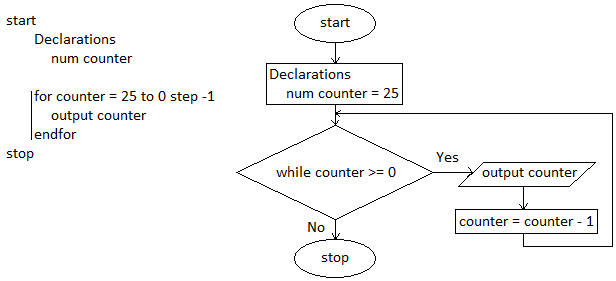 start
Declarations
num counter
for counter = 25 to 0 step -1
output counter
endfor
stop
start
Declarations
num counter = 25
while counter >= 0
Yes
output counter
counter = counter - 1
No
stop